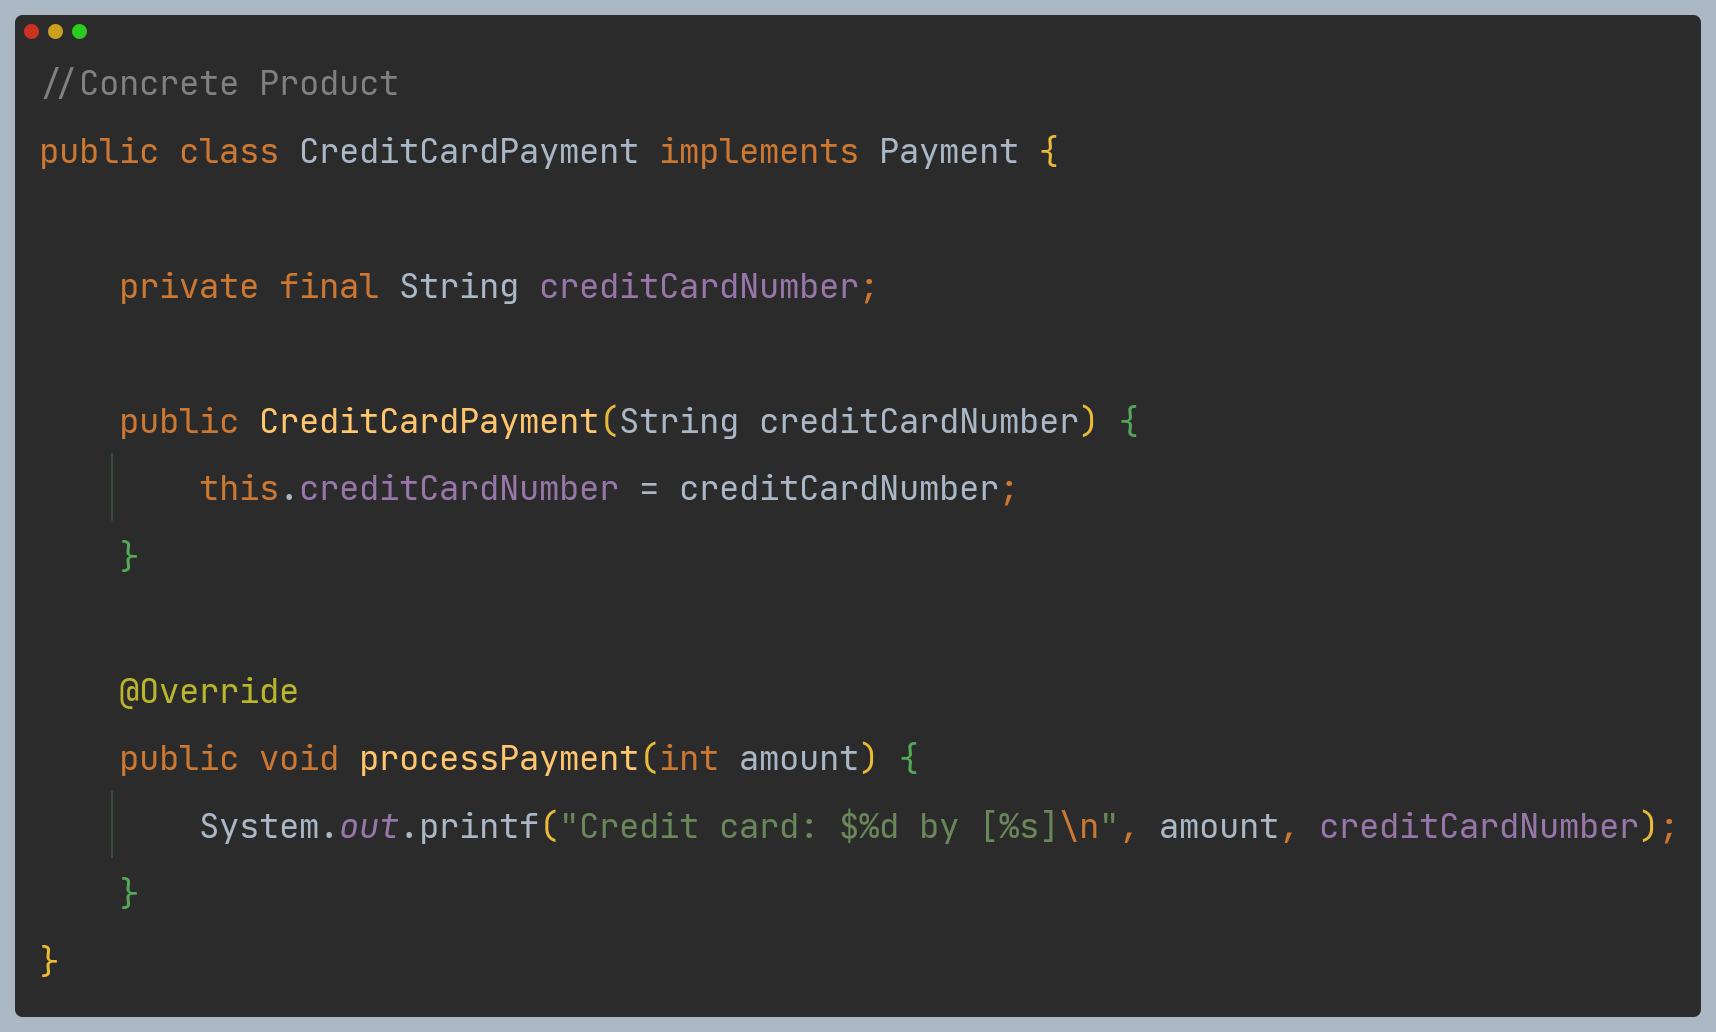 //Concrete Product
public class CreditCardPayment implements Payment {
private final String creditCardNumber;
public CreditCardPayment(String creditCardNumber) {
this.creditCardNumber = creditCardNumber;
}
@Override
public void processPayment(int amount) {
System.out.printf("Credit card: $%d by [%s]\n", amount, creditCardNumber);
}
}